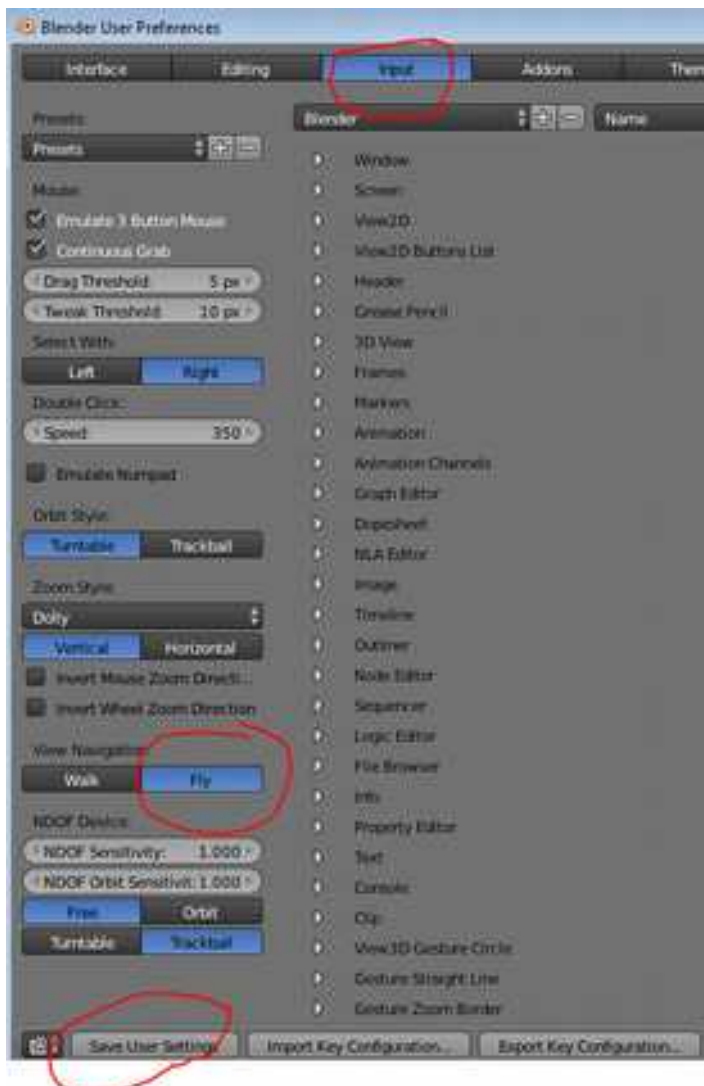 Blender User Preferences
Interface Editing Input Addons Them
Presets:
Presets
Mouse:
Emulate 3 Button Mouse
Continuous Grab
Drag Threshold: 5 px
Tweak Threshold: 10 px
Select With:
Left Right
Double Click:
Speed: 350
Emulate Numpad
Orbit Style:
Turntable Trackball
Zoom Style:
Dolly
Vertical Horizontal
Invert Mouse Zoom Directi...
Invert Wheel Zoom Direction
View Navigation:
Walk Fly
NDOF Device:
NDOF Sensitivity: 1.000
NDOF Orbit Sensitivit: 1.000
Free Orbit
Turntable Trackball
Blender Name
Window
Screen
View2D
View2D Buttons List
Header
Grease Pencil
3D View
Frames
Markers
Animation
Animation Channels
Graph Editor
Dopesheet
NLA Editor
Image
Timeline
Outliner
Node Editor
Sequencer
Logic Editor
File Browser
Info
Property Editor
Text
Console
Clip
View3D Gesture Circle
Gesture Straight Line
Gesture Zoom Border
Save User Settings Import Key Configuration... Export Key Configuration...